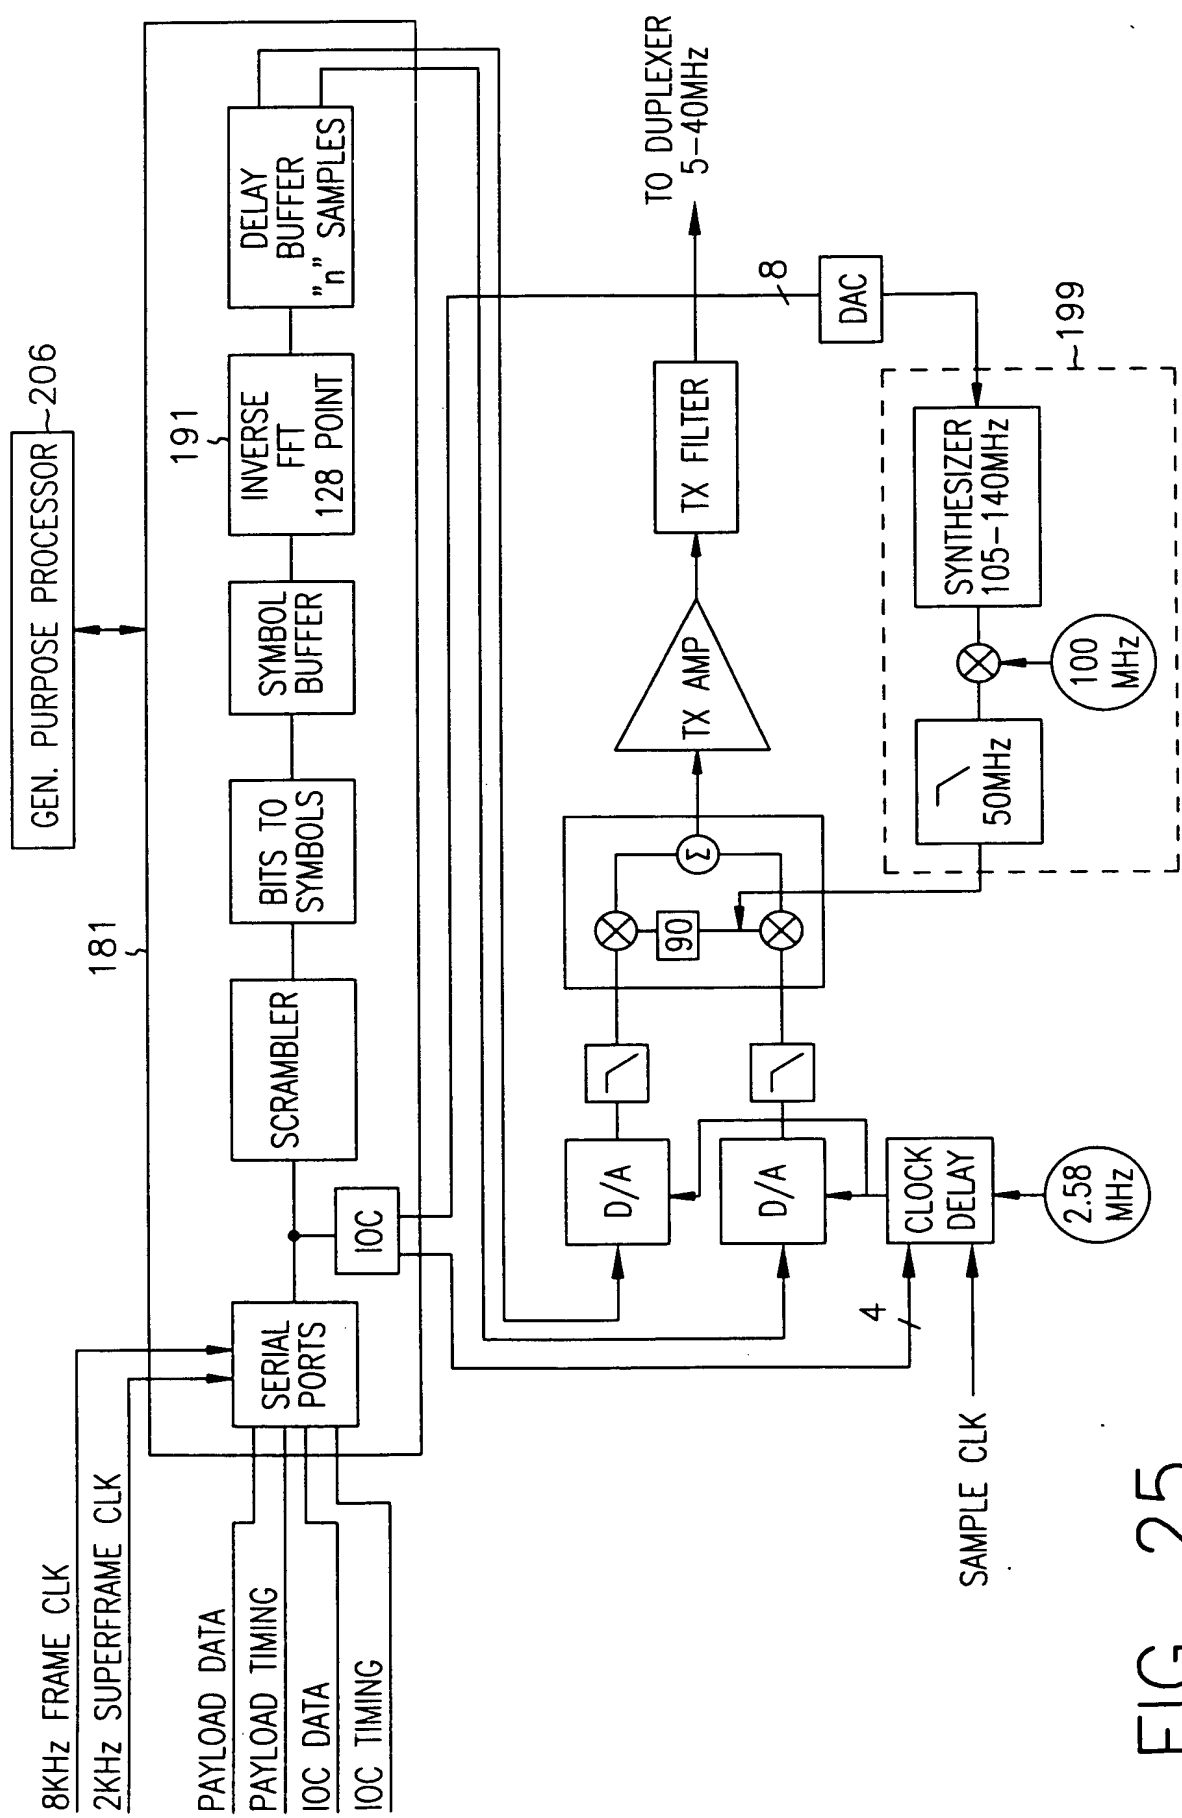 GEN. PURPOSE PROCESSOR
206
181
191
8KHz FRAME CLK
2KHz SUPERFRAME CLK
PAYLOAD DATA
PAYLOAD TIMING
IOC DATA
IOC TIMING
SERIAL
PORTS
IOC
SCRAMBLER
BITS TO
SYMBOLS
SYMBOL
BUFFER
INVERSE
FFT
128 POINT
DELAY
BUFFER
"n" SAMPLES
D/A
D/A
90
Σ
TX AMP
TX FILTER
TO DUPLEXER
5-40MHz
8
DAC
4
CLOCK
DELAY
SAMPLE CLK
2.58
MHz
50MHz
100
MHz
SYNTHESIZER
105-140MHz
199
FIG. 25